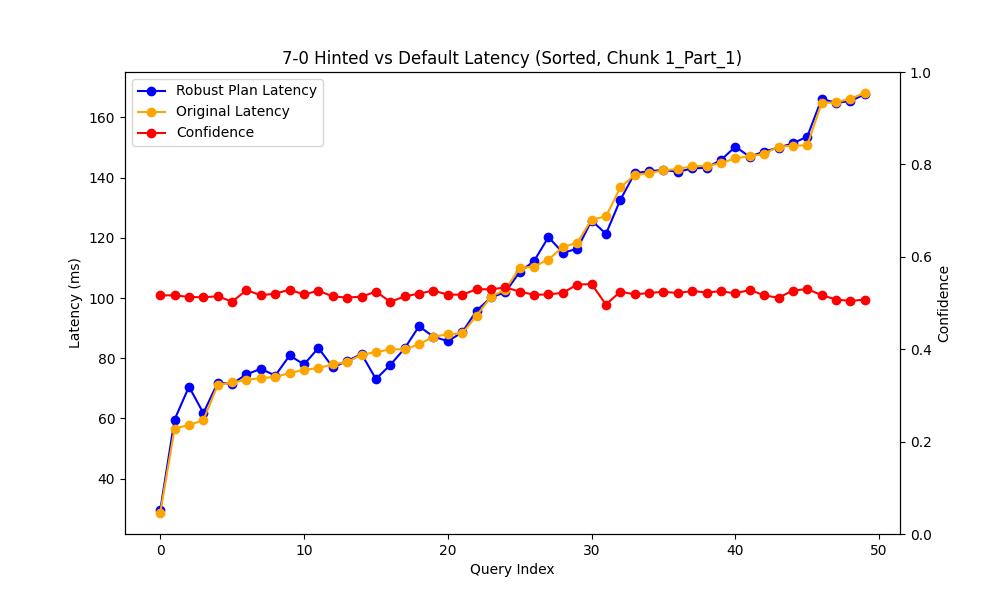 7-0 Hinted vs Default Latency (Sorted, Chunk 1_Part_1)
Robust Plan Latency
Original Latency
Confidence
Latency (ms)
160
140
120
100
80
60
40
1.0
0.8
0.6
0.4
0.2
0.0
Confidence
0 10 20 30 40 50
Query Index